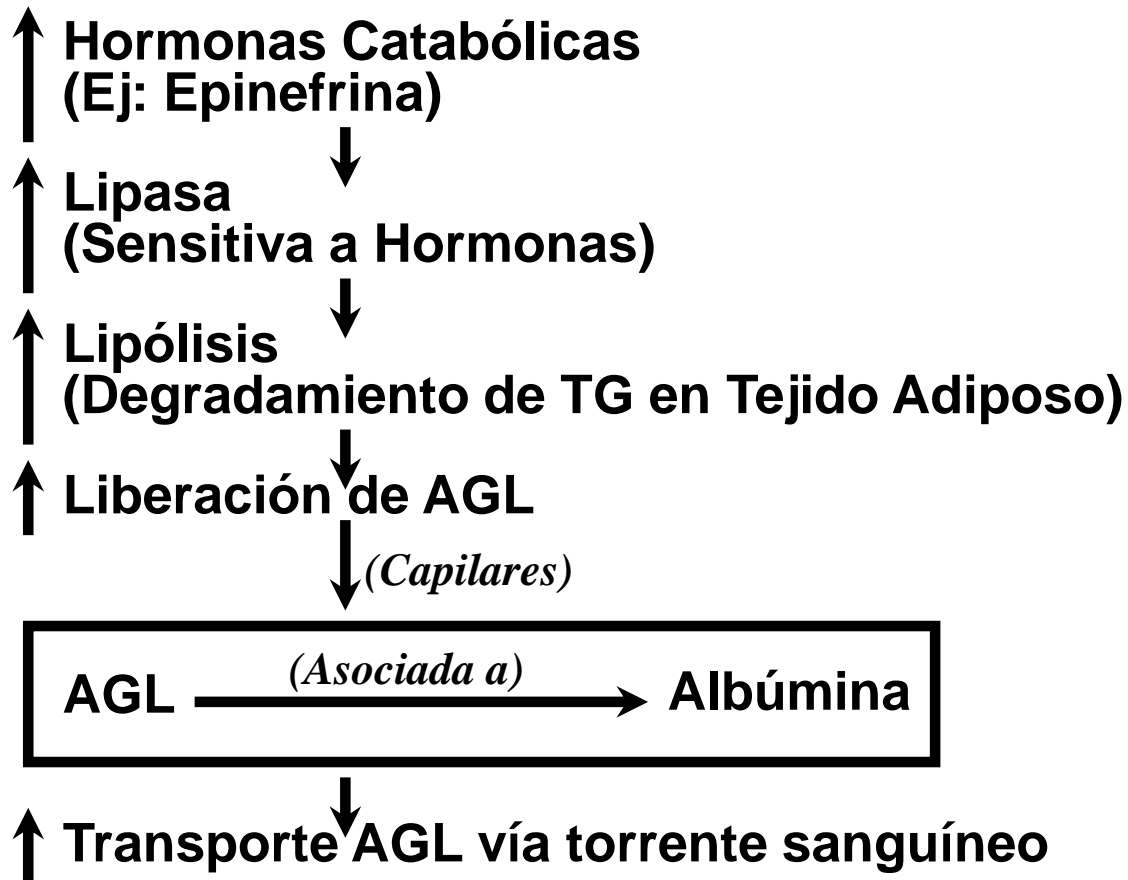 Hormonas Catabólicas
(Ej: Epinefrina)
Lipasa
(Sensitiva a Hormonas)
Lipólisis
(Degradamiento de TG en Tejido Adiposo)
Liberación de AGL
(Capilares)
AGL (Asociada a) Albúmina
Transporte AGL vía torrente sanguíneo